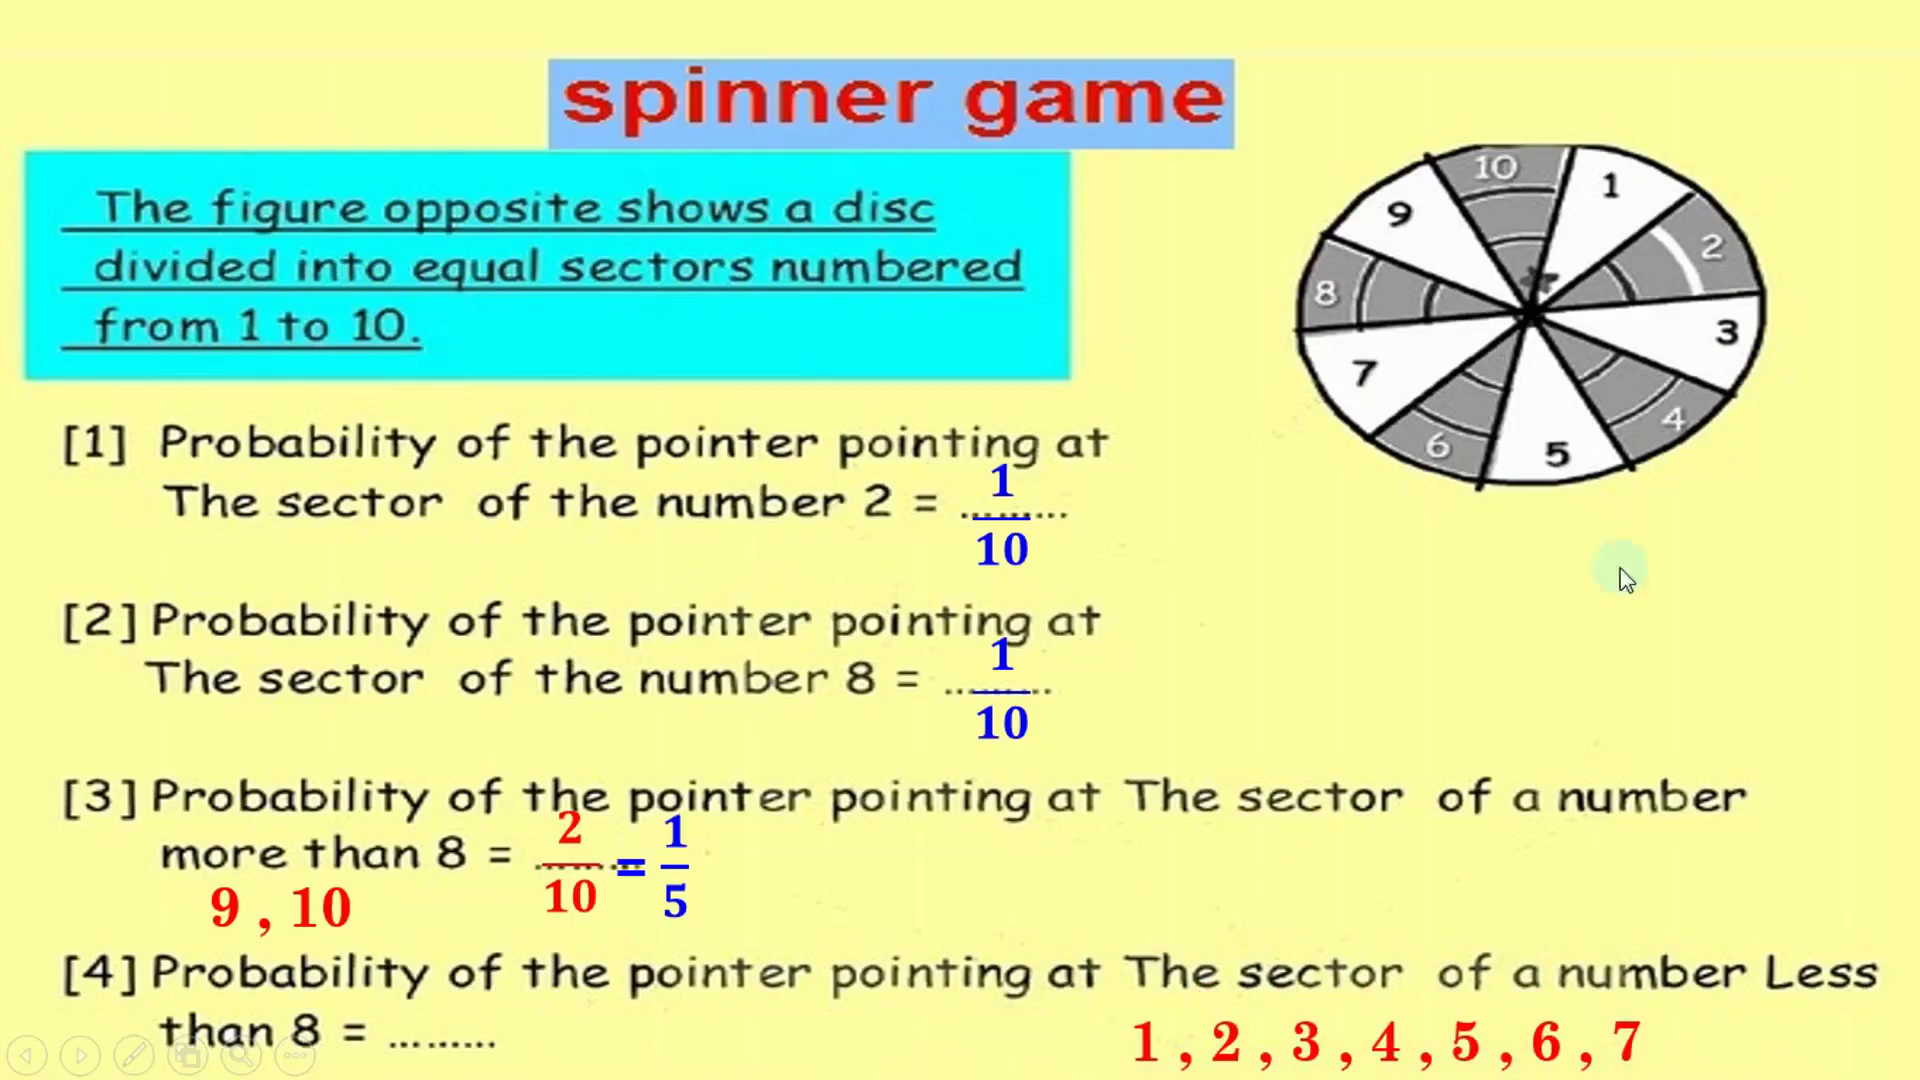 spinner game
The figure opposite shows a disc
divided into equal sectors numbered
from 1 to 10.
10
1
9
2
8
3
7
4
6
5
[1] Probability of the pointer pointing at
The sector of the number 2 = .........
1
10
[2] Probability of the pointer pointing at
The sector of the number 8 = .........
1
10
[3] Probability of the pointer pointing at The sector of a number
more than 8 = .........
2
10
=
1
5
9 , 10
[4] Probability of the pointer pointing at The sector of a number Less
than 8 = .........
1 , 2 , 3 , 4 , 5 , 6 , 7